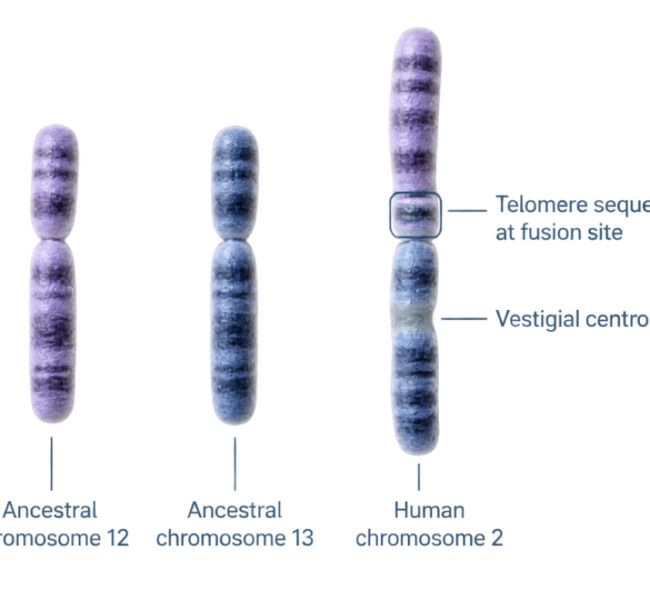 Telomere seque
at fusion site
Vestigial centro
Ancestral
romosome 12
Ancestral
chromosome 13
Human
chromosome 2